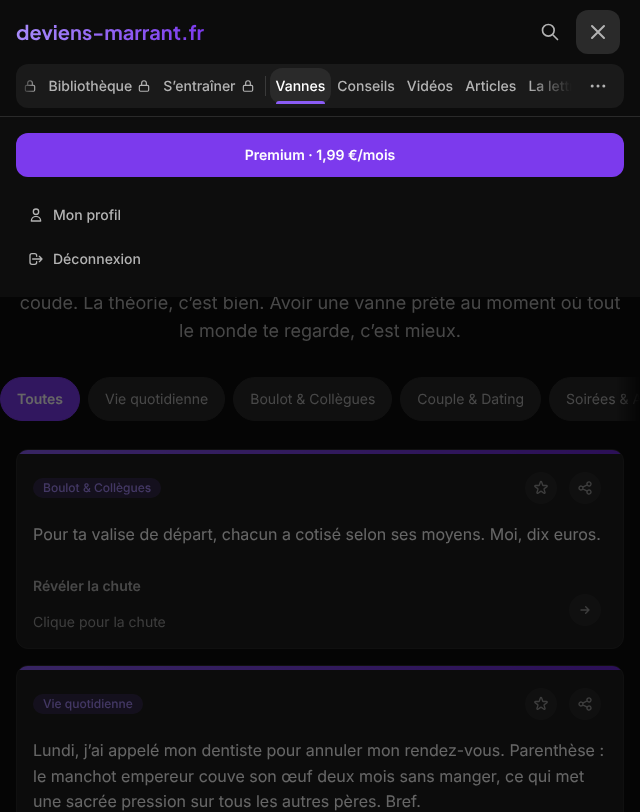 deviens-marrant.fr
Bibliothèque S'entraîner Vannes Conseils Vidéos Articles La lett
Premium · 1,99 €/mois
Mon profil
Déconnexion
coude. La théorie, c'est bien. Avoir une vanne prête au moment où tout
le monde te regarde, c'est mieux.
Toutes Vie quotidienne Boulot & Collègues Couple & Dating Soirées &
Boulot & Collègues
Pour ta valise de départ, chacun a cotisé selon ses moyens. Moi, dix euros.
Révéler la chute
Clique pour la chute
Vie quotidienne
Lundi, j'ai appelé mon dentiste pour annuler mon rendez-vous. Parenthèse :
le manchot empereur couve son œuf deux mois sans manger, ce qui met
une sacrée pression sur tous les autres pères. Bref.